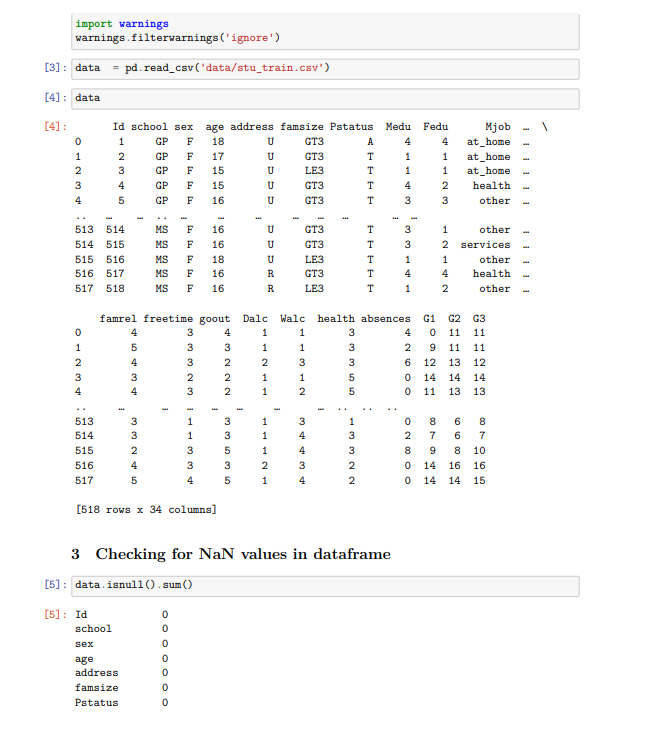 import warnings
warnings.filterwarnings('ignore')
[3]: data = pd.read_csv('data/stu_train.csv')
[4]: data
[4]: Id school sex age address famsize Pstatus Medu Fedu Mjob … \
0 1 GP F 18 U GT3 A 4 4 at_home …
1 2 GP F 17 U GT3 T 1 1 at_home …
2 3 GP F 15 U LE3 T 1 1 at_home …
3 4 GP F 15 U GT3 T 4 2 health …
4 5 GP F 16 U GT3 T 3 3 other …
.. … … .. … … … … … … … …
513 514 MS F 16 U GT3 T 3 1 other …
514 515 MS F 16 U GT3 T 3 2 services …
515 516 MS F 18 U LE3 T 1 1 other …
516 517 MS F 16 R GT3 T 4 4 health …
517 518 MS F 16 R LE3 T 1 2 other …
famrel freetime goout Dalc Walc health absences G1 G2 G3
0 4 3 4 1 1 3 4 0 11 11
1 5 3 3 1 1 3 2 9 11 11
2 4 3 2 2 3 3 6 12 13 12
3 3 2 2 1 1 5 0 14 14 14
4 4 3 2 1 2 5 0 11 13 13
.. … … … … … … … .. .. ..
513 3 1 3 1 3 1 0 8 6 8
514 3 1 3 1 4 3 2 7 6 7
515 2 3 5 1 4 3 8 9 8 10
516 4 3 3 2 3 2 0 14 16 16
517 5 4 5 1 4 2 0 14 14 15
[518 rows x 34 columns]
3 Checking for NaN values in dataframe
[5]: data.isnull().sum()
[5]: Id 0
school 0
sex 0
age 0
address 0
famsize 0
Pstatus 0